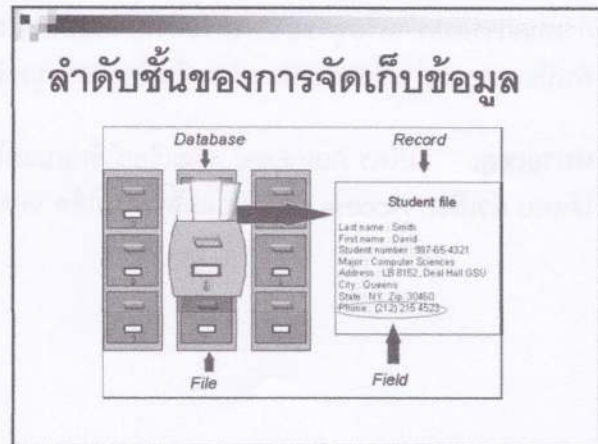 ลำดับชั้นของการจัดเก็บข้อมูล
Database
Record
Student file
Last name : Smith
First name : David
Student number : 987-65-4321
Major : Computer Sciences
Address : LB 8152, Deal Hall GSU
City : Queens
State : NY Zip, 30460
Phone : (212) 215 4523
File
Field